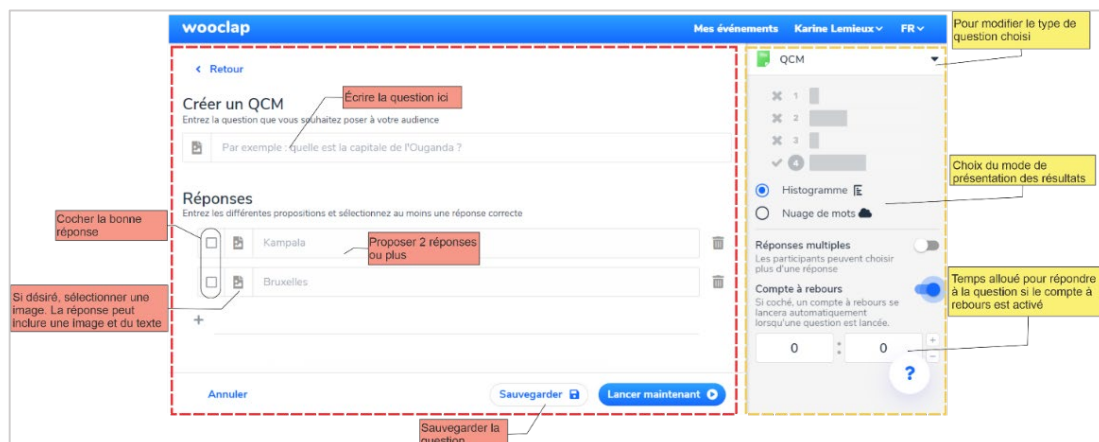 wooclap
Mes événements Karine Lemieux FR
Pour modifier le type de
question choisi
Retour
QCM
Créer un QCM
Écrire la question ici
Entrez la question que vous souhaitez poser à votre audience
Par exemple : quelle est la capitale de l'Ouganda ?
1
2
3
4
Choix du mode de
présentation des résultats
Histogramme
Nuage de mots
Réponses
Entrez les différentes propositions et sélectionnez au moins une réponse correcte
Cocher la bonne
réponse
Kampala
Proposer 2 réponses
ou plus
Bruxelles
Si désiré, sélectionner une
image. La réponse peut
inclure une image et du texte
+
Réponses multiples
Les participants peuvent choisir
plus d'une réponse
Compte à rebours
Si coché, un compte à rebours se
lancera automatiquement
lorsqu'une question est lancée.
Temps alloué pour répondre
à la question si le compte à
rebours est activé
0 : 0
+
-
?
Annuler
Sauvegarder
Lancer maintenant
Sauvegarder la
question